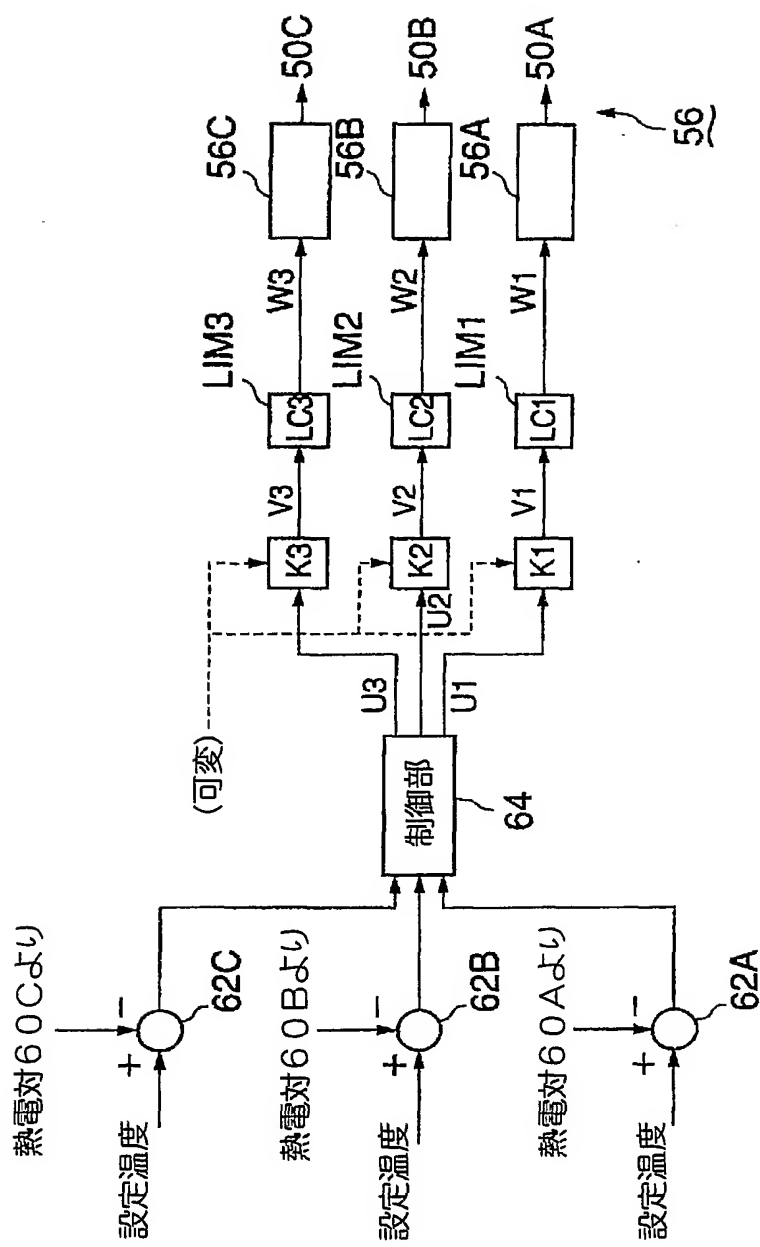 熱電対60Cより
設定温度
+
−
62C
熱電対60Bより
設定温度
+
−
62B
熱電対60Aより
設定温度
+
−
62A
制御部
64
(可変)
U3
U2
U1
K3
K2
K1
V3
V2
V1
LIM3
LC3
LIM2
LC2
LIM1
LC1
W3
W2
W1
56C
56B
56A
50C
50B
50A
56